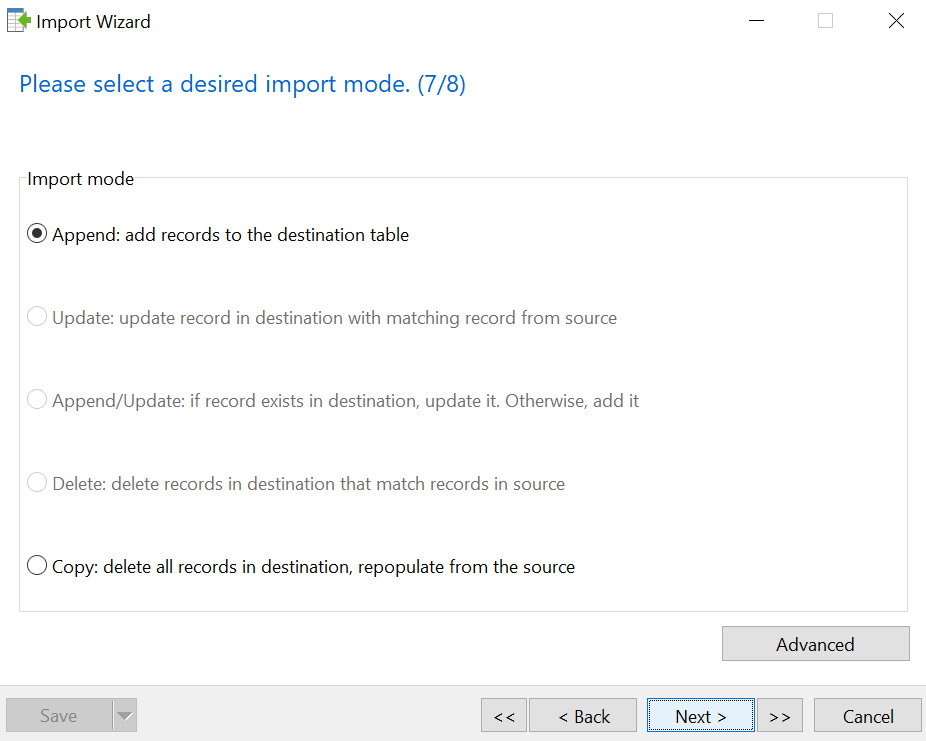 Import Wizard
Please select a desired import mode. (7/8)
Import mode
Append: add records to the destination table
Update: update record in destination with matching record from source
Append/Update: if record exists in destination, update it. Otherwise, add it
Delete: delete records in destination that match records in source
Copy: delete all records in destination, repopulate from the source
Advanced
Save << < Back Next > >> Cancel